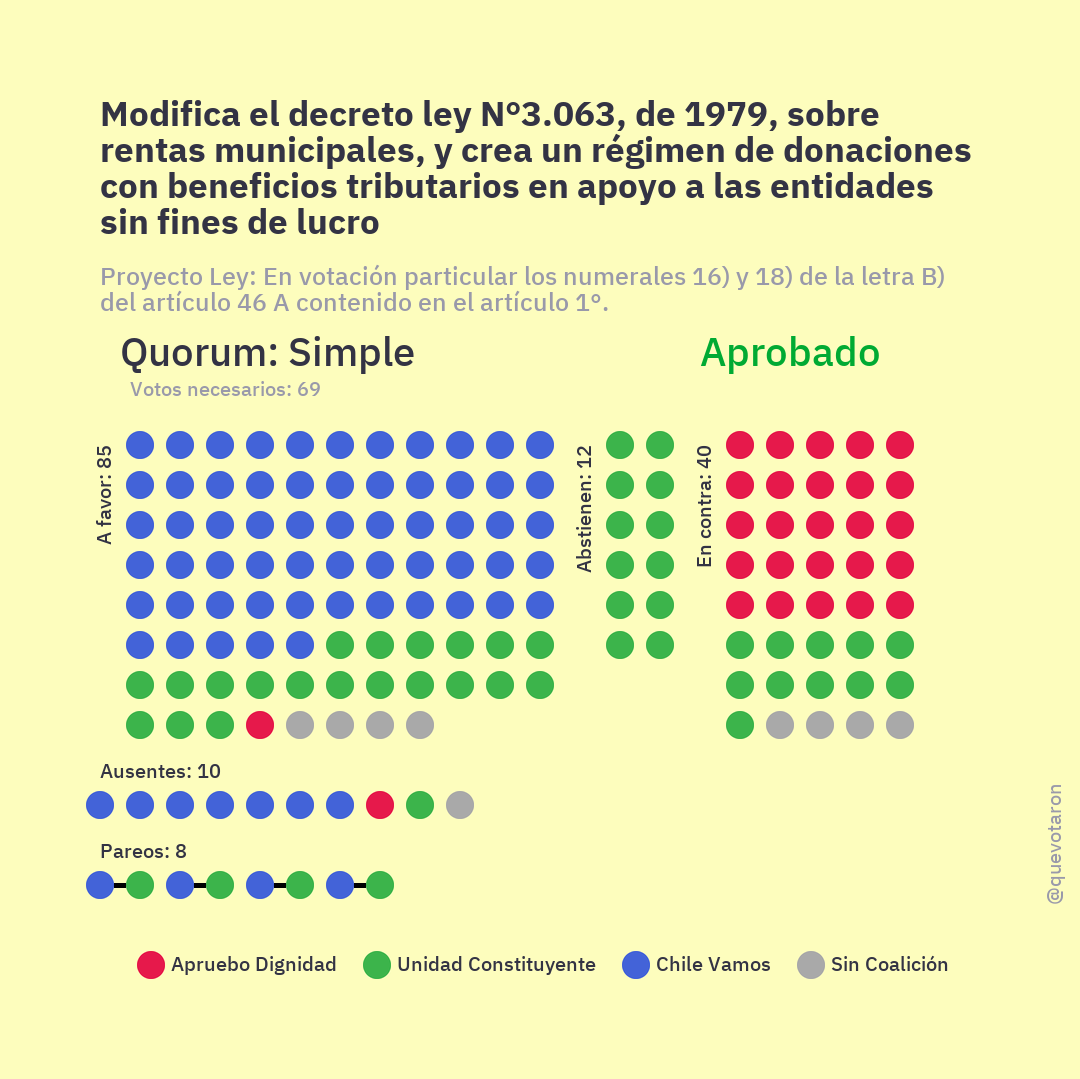 Modifica el decreto ley N°3.063, de 1979, sobre
rentas municipales, y crea un régimen de donaciones
con beneficios tributarios en apoyo a las entidades
sin fines de lucro
Proyecto Ley: En votación particular los numerales 16) y 18) de la letra B)
del artículo 46 A contenido en el artículo 1°.
Quorum: Simple
Aprobado
Votos necesarios: 69
A favor: 85
Abstienen: 12
En contra: 40
Ausentes: 10
Pareos: 8
@quevotaron
Apruebo Dignidad
Unidad Constituyente
Chile Vamos
Sin Coalición